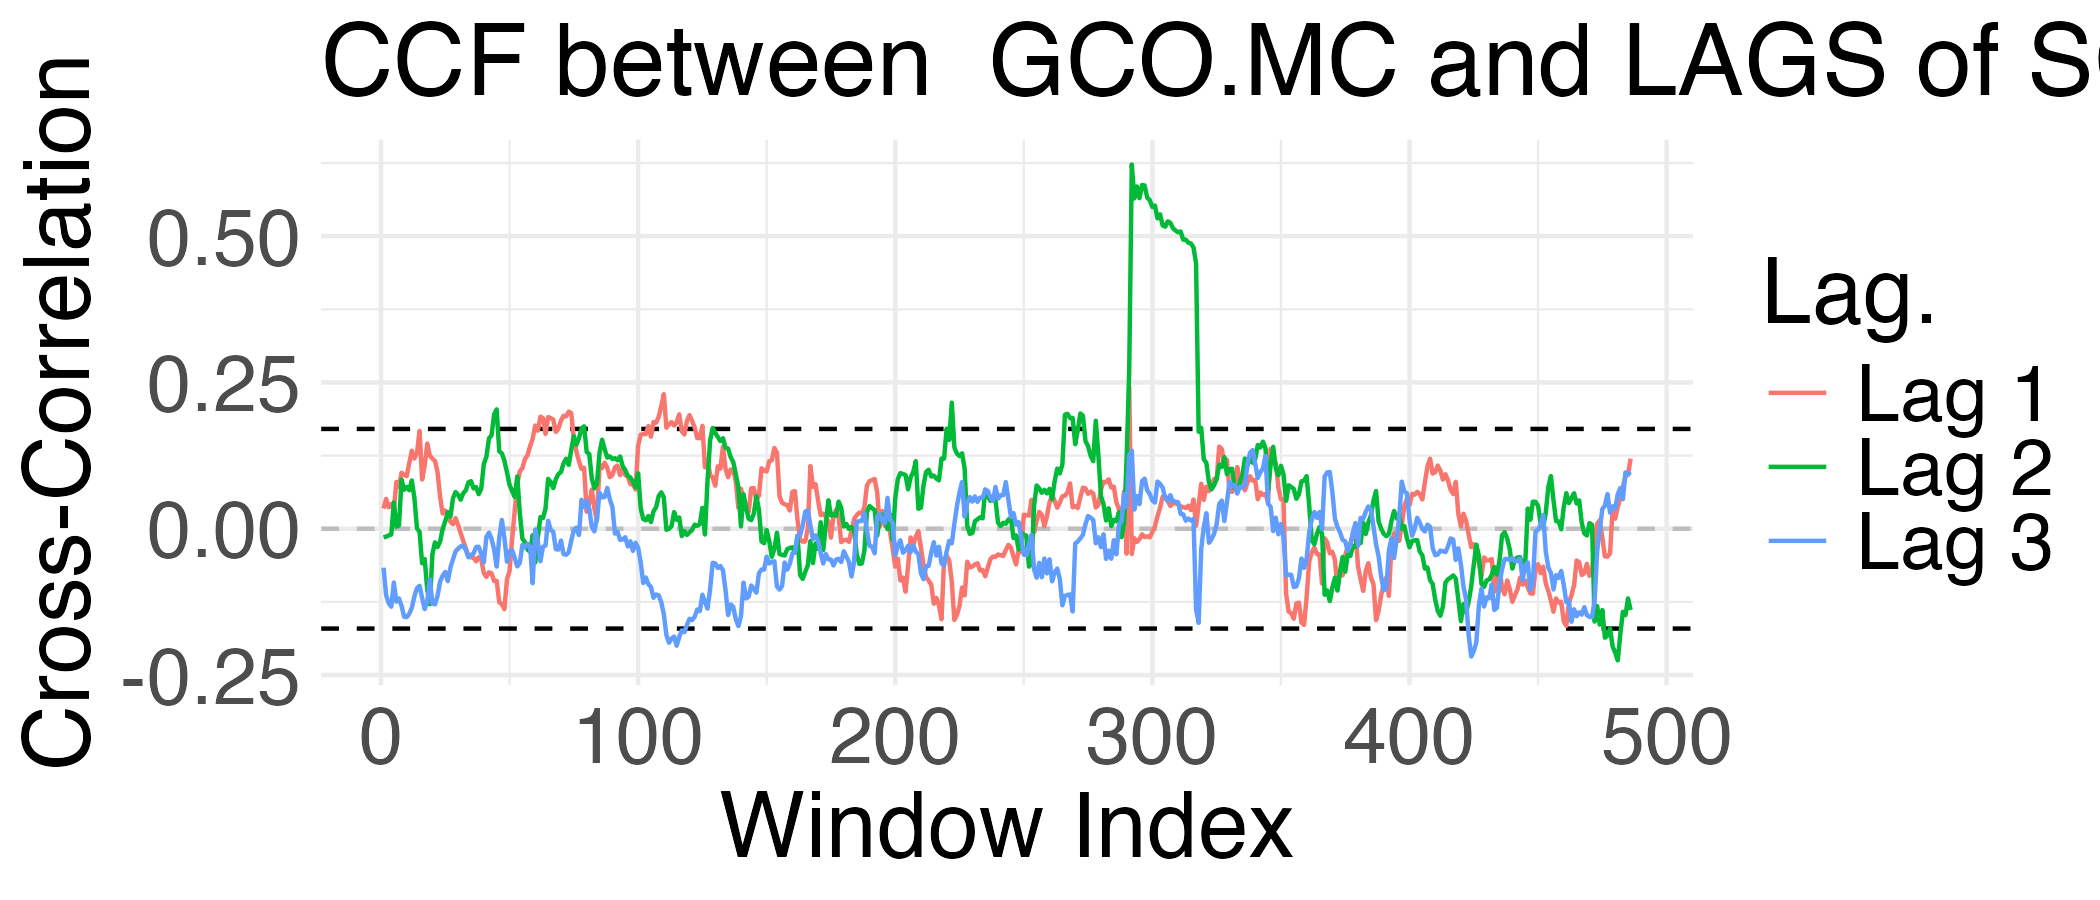 CCF between  GCO.MC and LAGS of
Cross-Correlation
0.50
0.25
0.00
-0.25
0
100
200
300
400
500
Window Index
Lag.
Lag 1
Lag 2
Lag 3